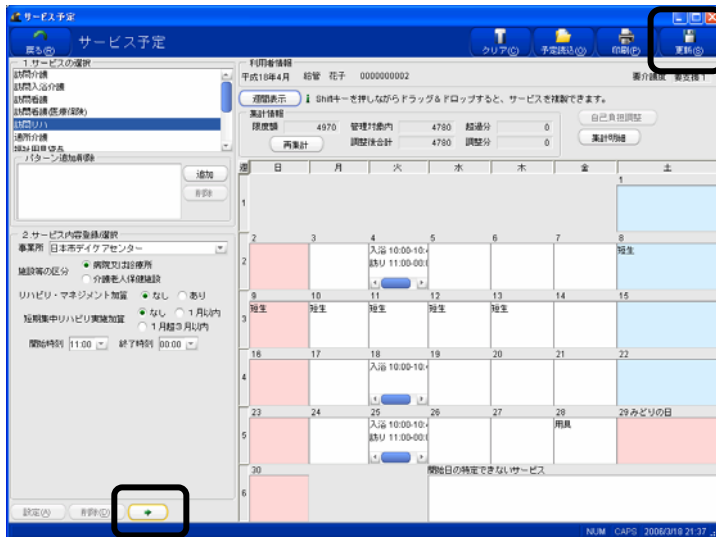 サービス予定
戻る(R)
サービス予定
クリア(C)
予定読込(O)
印刷(P)
更新(S)
1.サービスの選択
訪問介護
訪問入浴介護
訪問看護
訪問看護(医療保険)
訪問リハ
通所介護
パターン追加/削除
追加
削除
2.サービス内容登録/選択
事業所 日本市デイケアセンター
施設等の区分 病院又は診療所
介護老人保健施設
リハビリ・マネジメント加算 なし あり
短期集中リハビリ実施加算 なし 1月以内
1月超3月以内
開始時刻 11:00 終了時刻 00:00
設定(A) 削除(D)
利用者情報
平成18年4月 給管 花子 0000000002
要介護度 要支援1
週間表示 Shiftキーを押しながらドラッグ&ドロップすると、サービスを複製できます。
集計情報
限度額 4970 管理対象内 4780 超過分 0
再集計 調整後合計 4780 調整分 0
自己負担調整
集計明細
週 日 月 火 水 木 金 土
1
1
2 3 4 5 6 7 8
2
入浴 10:00-10:4
訪リ 11:00-00:0
短生
9 10 11 12 13 14 15
3
短生 短生 短生 短生 短生
16 17 18 19 20 21 22
4
入浴 10:00-10:4
23 24 25 26 27 28 29 みどりの日
5
入浴 10:00-10:4
訪リ 11:00-00:0
用具
30
6
開始日の特定できないサービス
NUM CAPS 2006/3/18 21:37